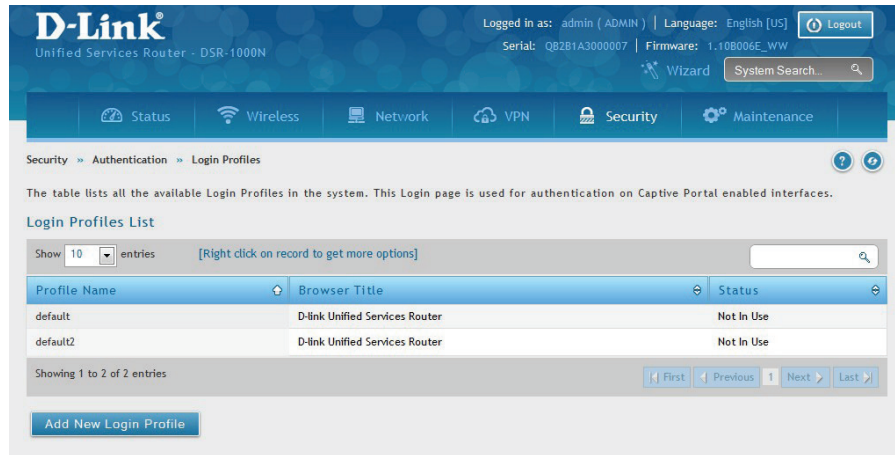 D-Link
Unified Services Router - DSR-1000N
Logged in as: admin ( ADMIN ) | Language: English [US] Logout
Serial: QB2B1A3000007 | Firmware: 1.10B006E_WW
Wizard System Search...
Status Wireless Network VPN Security Maintenance
Security » Authentication » Login Profiles ?
The table lists all the available Login Profiles in the system. This Login page is used for authentication on Captive Portal enabled interfaces.
Login Profiles List
Show 10 entries [Right click on record to get more options]
Profile Name Browser Title Status
default D-link Unified Services Router Not In Use
default2 D-link Unified Services Router Not In Use
Showing 1 to 2 of 2 entries First Previous 1 Next Last
Add New Login Profile